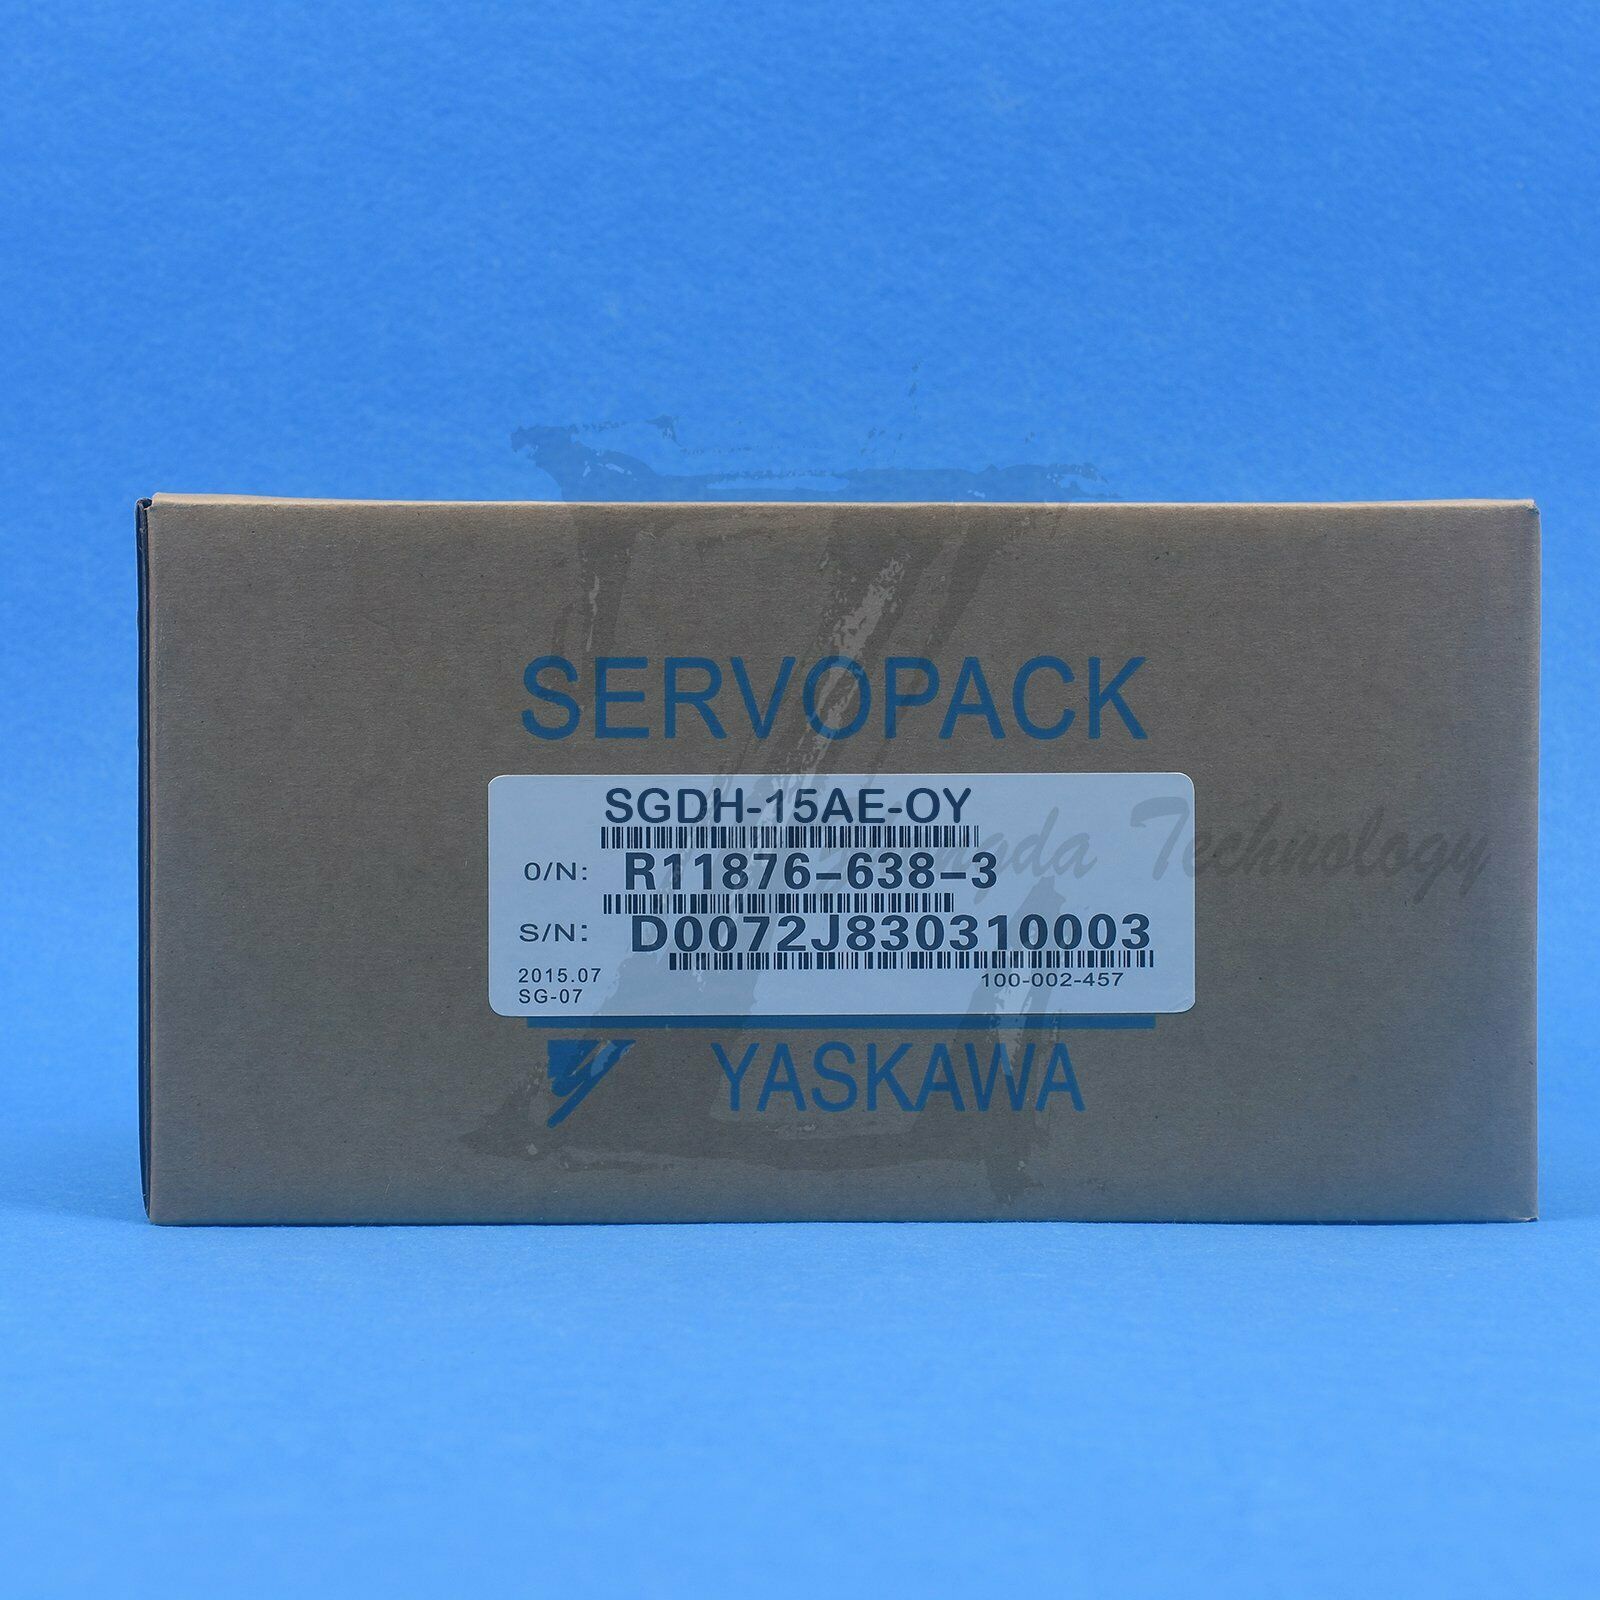 SERVOPACK
SGDH-15AE-OY
O/N: R11876-638-3
S/N: D0072J830310003
2015.07 100-002-457
SG-07
YASKAWA
Technology